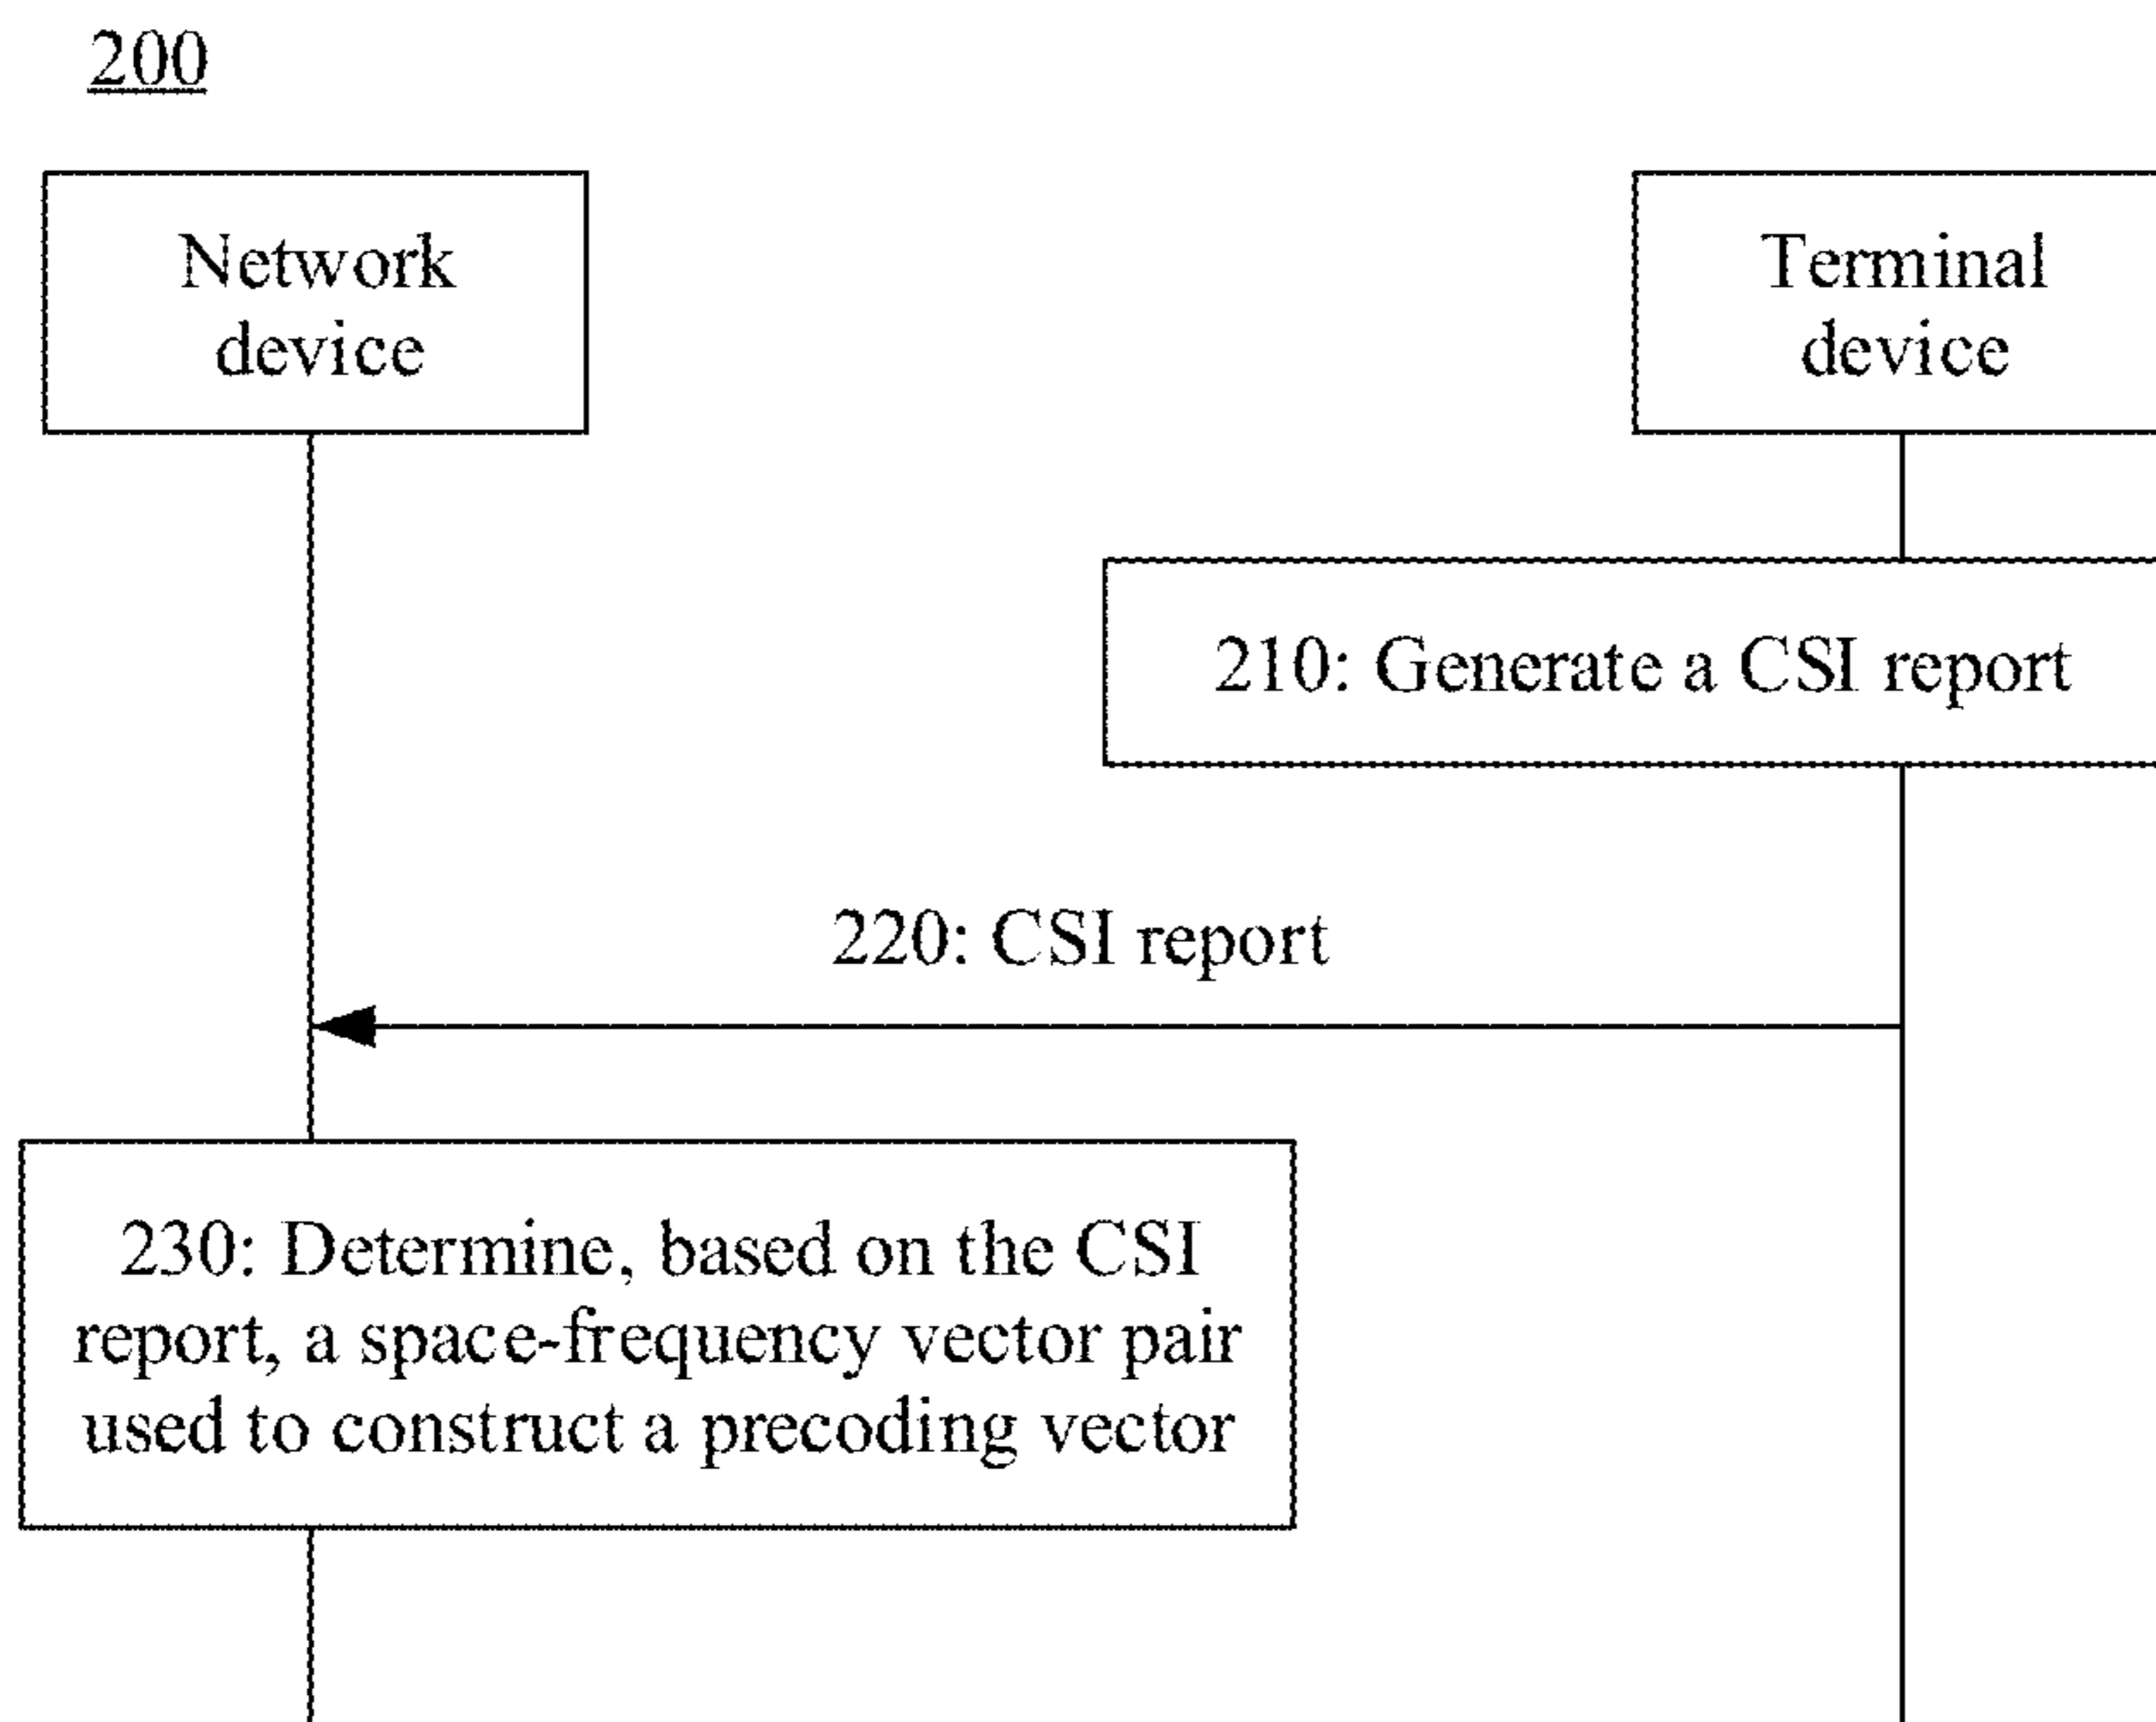 200
Network
device
Terminal
device
210: Generate a CSI report
220: CSI report
230: Determine, based on the CSI
report, a space-frequency vector pair
used to construct a precoding vector